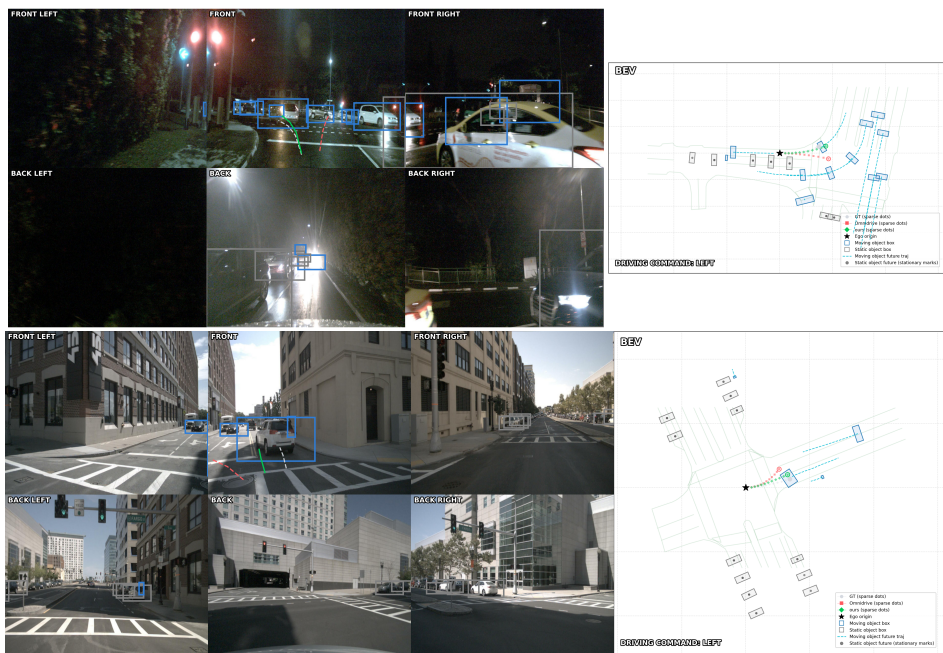 FRONT LEFT
FRONT
FRONT RIGHT
BACK LEFT
BACK
BACK RIGHT
BEV
GT (sparse dots)
Omnidrive (sparse dots)
ours (sparse dots)
Ego origin
Moving object box
Static object box
Moving object future traj
Static object future (stationary marks)
DRIVING COMMAND: LEFT
FRONT LEFT
FRONT
FRONT RIGHT
BACK LEFT
BACK
BACK RIGHT
BEV
GT (sparse dots)
Omnidrive (sparse dots)
ours (sparse dots)
Ego origin
Moving object box
Static object box
Moving object future traj
Static object future (stationary marks)
DRIVING COMMAND: LEFT